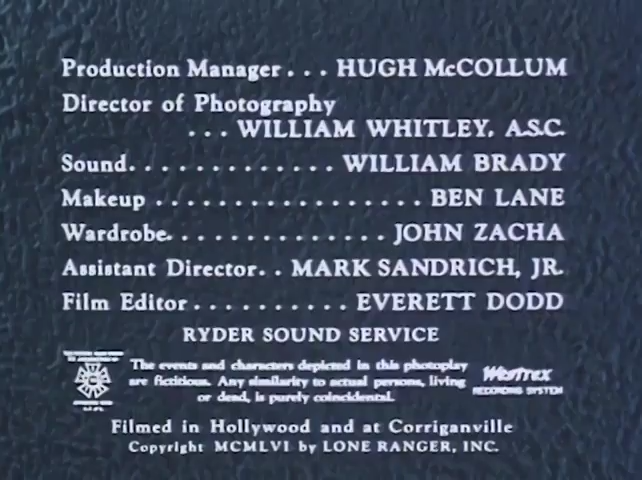 Production Manager . . . HUGH McCOLLUM
Director of Photography
. . . WILLIAM WHITLEY, A.S.C.
Sound . . . . . . . . . . . . . WILLIAM BRADY
Makeup . . . . . . . . . . . . . . . . . BEN LANE
Wardrobe . . . . . . . . . . . . . . JOHN ZACHA
Assistant Director . . MARK SANDRICH, JR.
Film Editor . . . . . . . . . . EVERETT DODD
RYDER SOUND SERVICE
The events and characters depicted in this photoplay
are fictitious. Any similarity to actual persons, living
or dead, is purely coincidental.
Westrex
RECORDING SYSTEM
Filmed in Hollywood and at Corriganville
Copyright MCMLVI by LONE RANGER, INC.